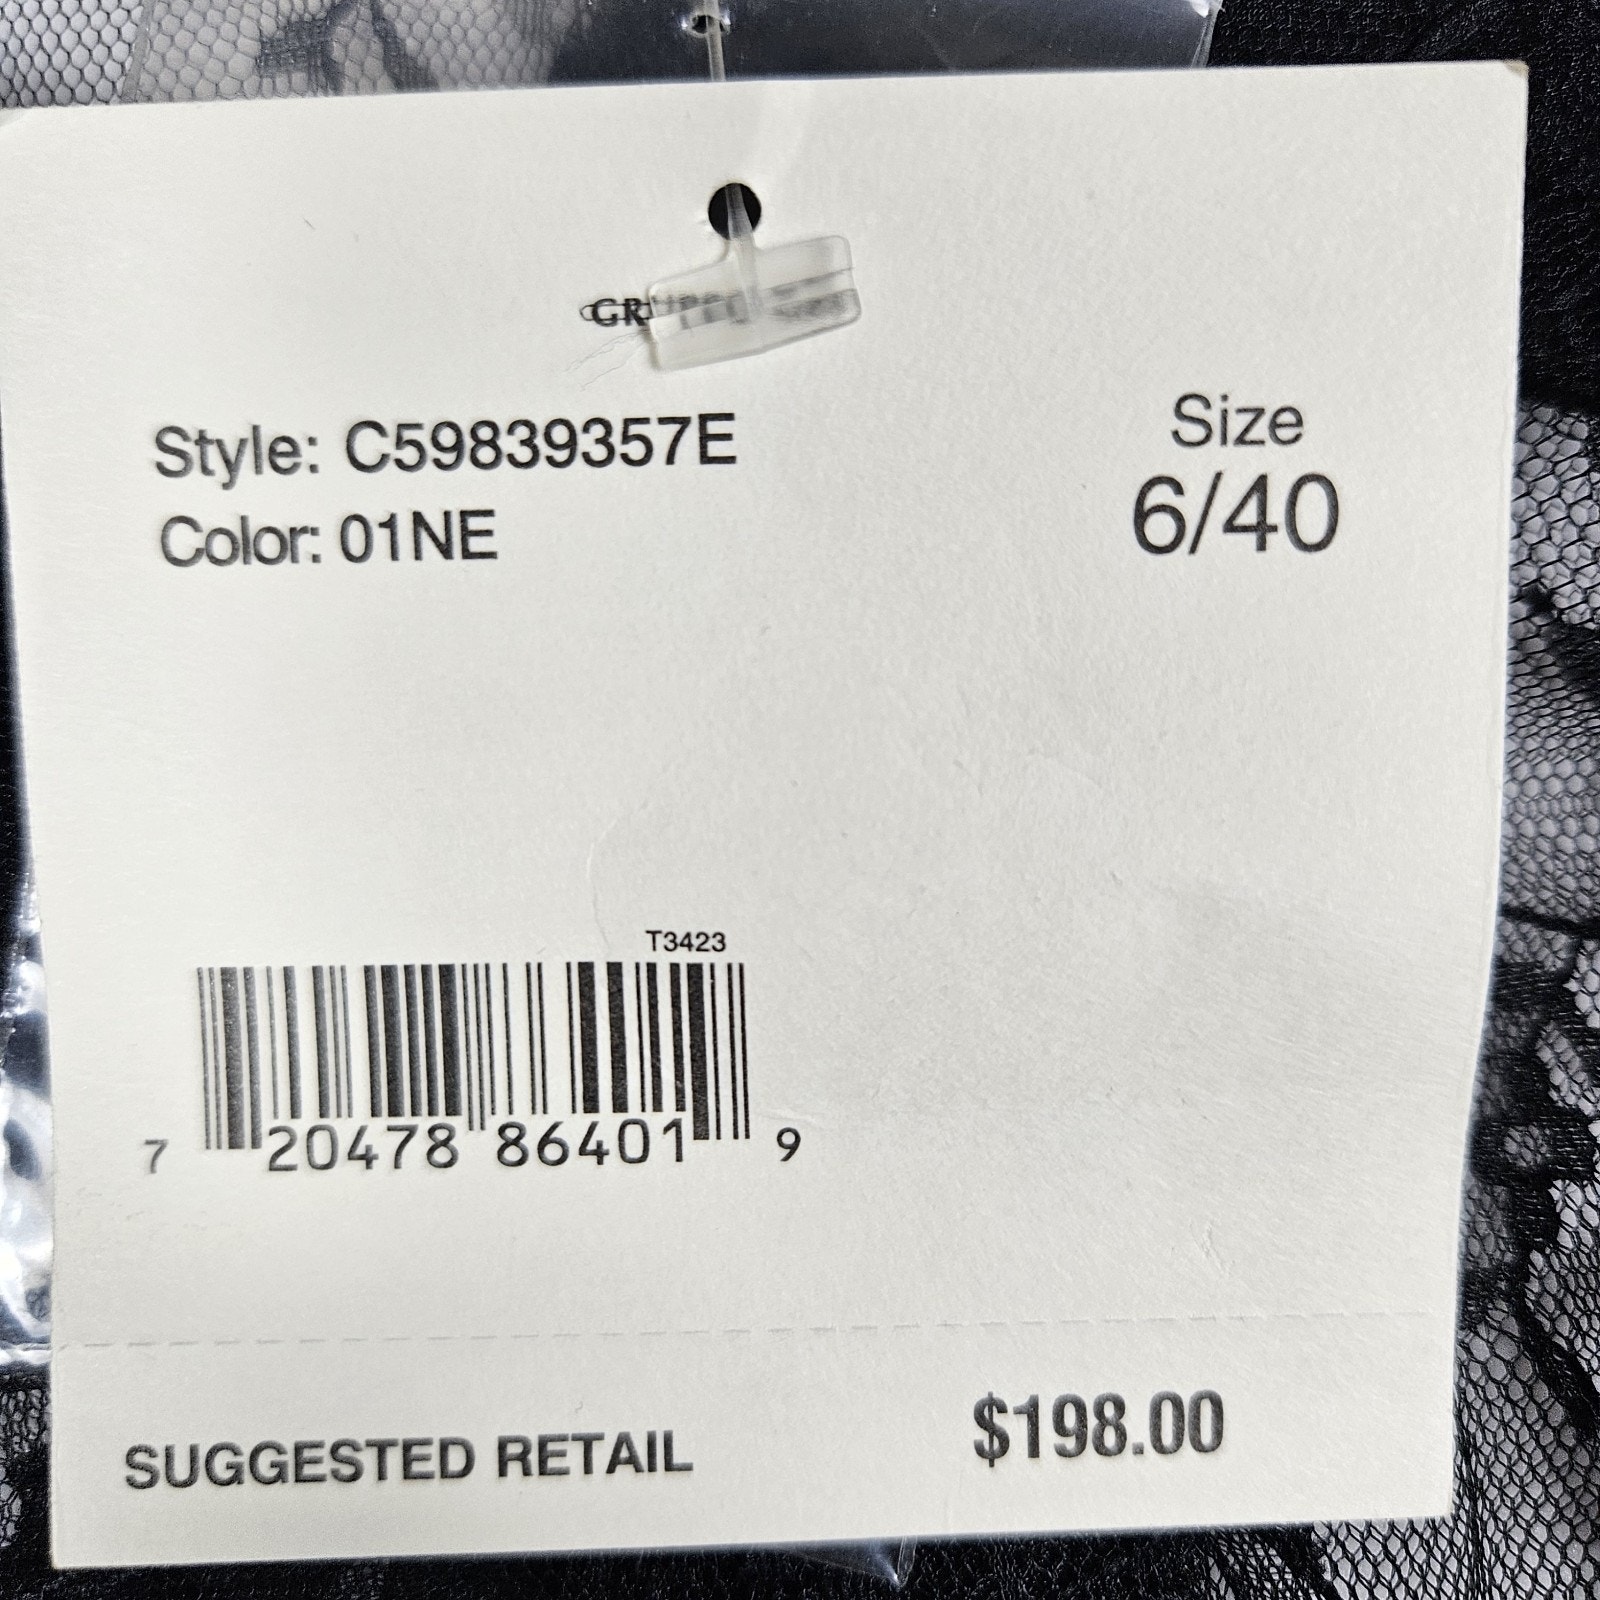 Style: C59839357E
Color: 01NE
Size
6/40
T3423
7 20478 86401 9
SUGGESTED RETAIL $198.00